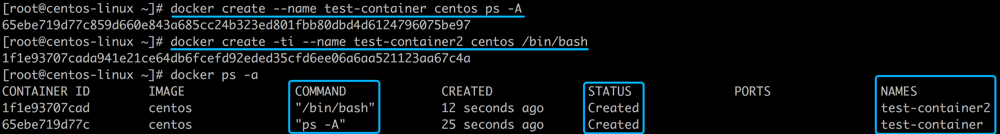 [root@centos-linux ~]# docker create --name test-container centos ps -A
65ebe719d77c859d660e843a685cc24b323ed801fbb80dbd4d6124796075be97
[root@centos-linux ~]# docker create -ti --name test-container2 centos /bin/bash
1f1e93707cada941e21ce64db6fcefd92eded35cfd6ee06a6aa521123aa67c4a
[root@centos-linux ~]# docker ps -a
CONTAINER ID        IMAGE               COMMAND             CREATED             STATUS              PORTS               NAMES
1f1e93707cad        centos              "/bin/bash"         12 seconds ago      Created                                 test-container2
65ebe719d77c        centos              "ps -A"             25 seconds ago      Created                                 test-container